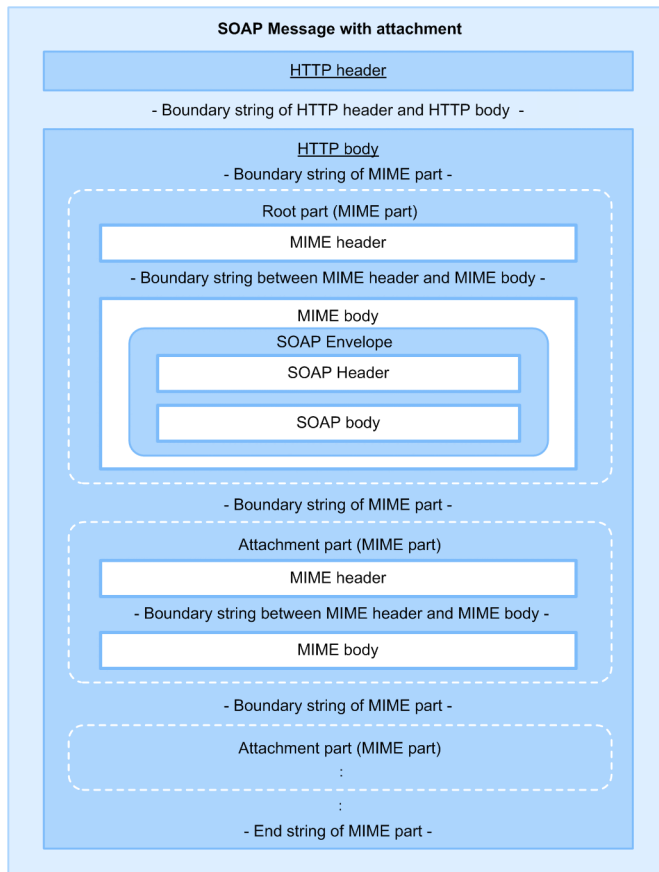 SOAP Message with attachment
HTTP header
- Boundary string of HTTP header and HTTP body -
HTTP body
- Boundary string of MIME part -
Root part (MIME part)
MIME header
- Boundary string between MIME header and MIME body -
MIME body
SOAP Envelope
SOAP Header
SOAP body
- Boundary string of MIME part -
Attachment part (MIME part)
MIME header
- Boundary string between MIME header and MIME body -
MIME body
- Boundary string of MIME part -
Attachment part (MIME part)
:
:
- End string of MIME part -